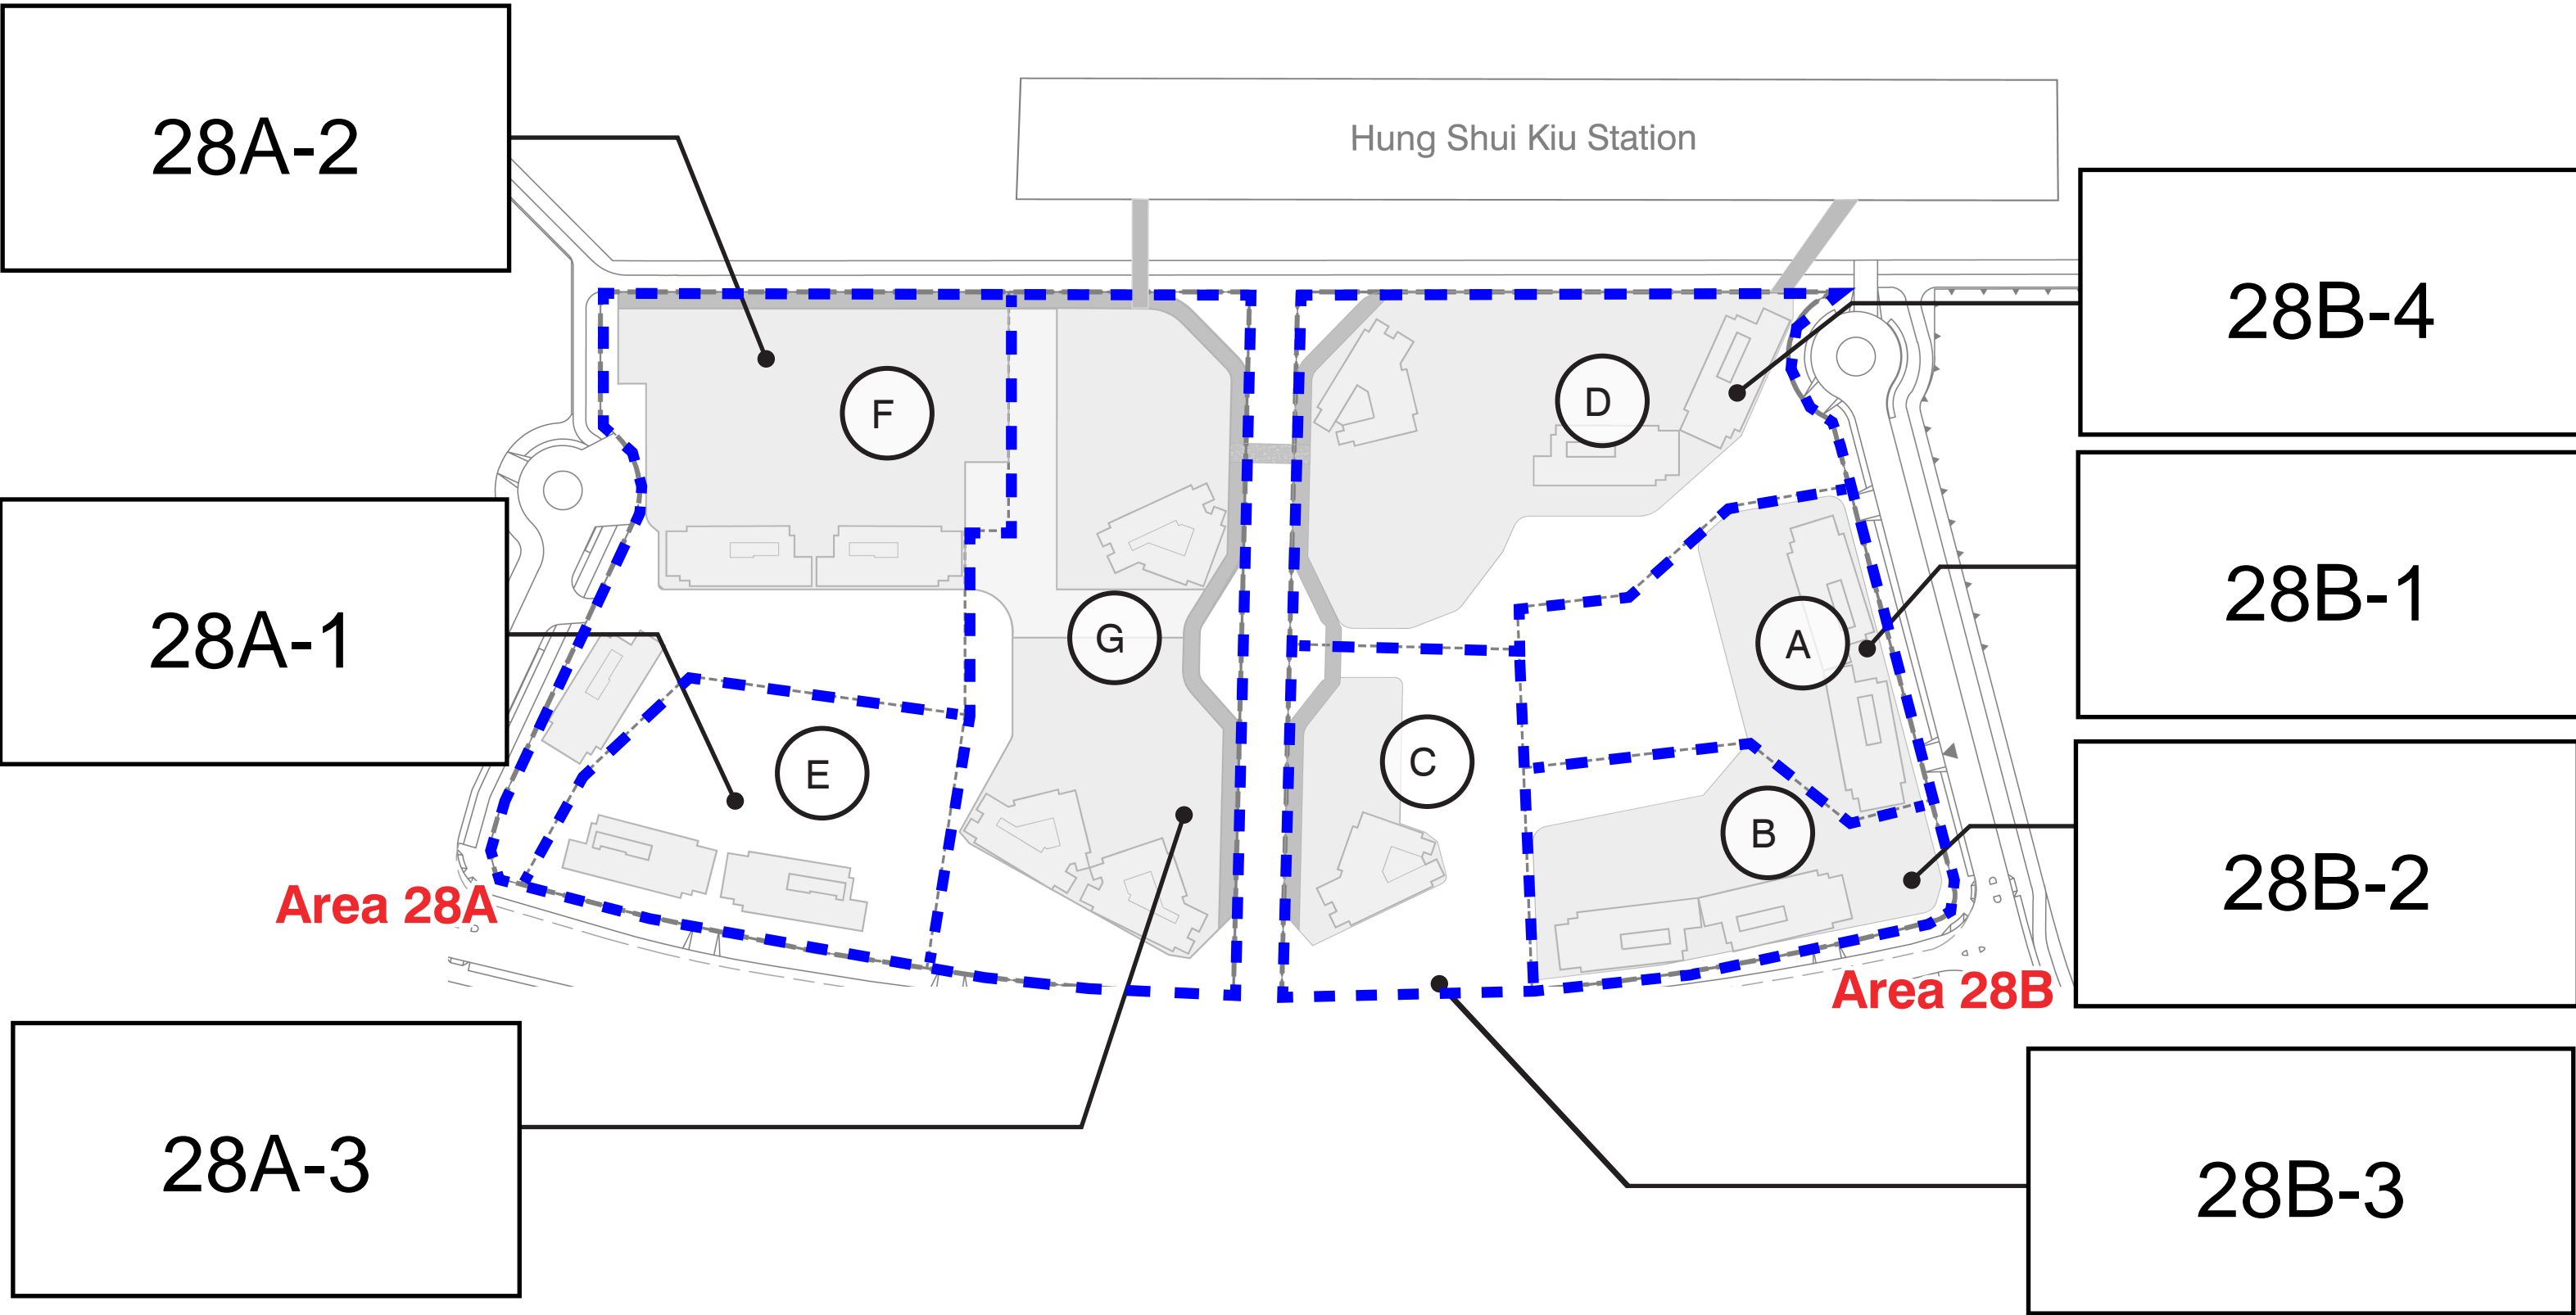 28A-2
Hung Shui Kiu Station
28B-4
F
D
28A-1
28B-1
G
A
E
C
B
28B-2
Area 28A
Area 28B
28A-3
28B-3